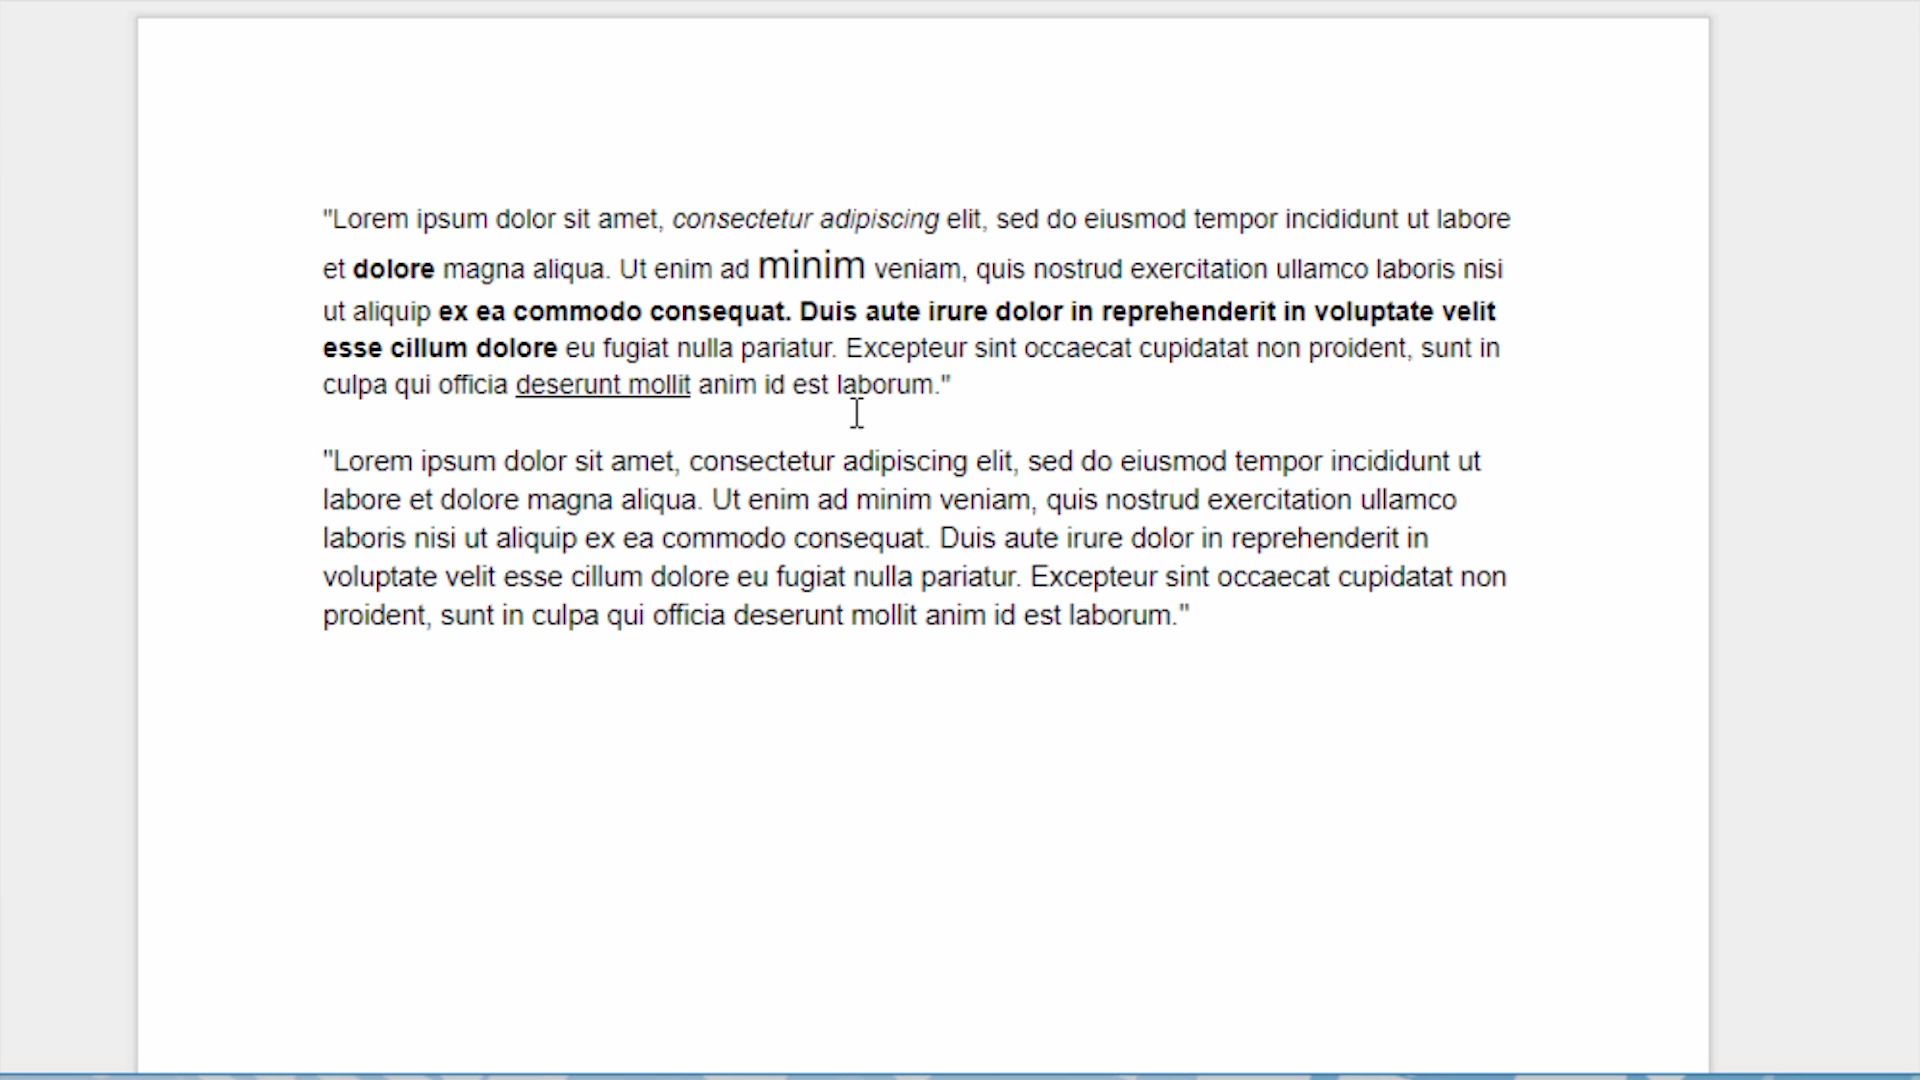 "Lorem ipsum dolor sit amet, consectetur adipiscing elit, sed do eiusmod tempor incididunt ut labore
et dolore magna aliqua. Ut enim ad minim veniam, quis nostrud exercitation ullamco laboris nisi
ut aliquip ex ea commodo consequat. Duis aute irure dolor in reprehenderit in voluptate velit
esse cillum dolore eu fugiat nulla pariatur. Excepteur sint occaecat cupidatat non proident, sunt in
culpa qui officia deserunt mollit anim id est laborum."
"Lorem ipsum dolor sit amet, consectetur adipiscing elit, sed do eiusmod tempor incididunt ut
labore et dolore magna aliqua. Ut enim ad minim veniam, quis nostrud exercitation ullamco
laboris nisi ut aliquip ex ea commodo consequat. Duis aute irure dolor in reprehenderit in
voluptate velit esse cillum dolore eu fugiat nulla pariatur. Excepteur sint occaecat cupidatat non
proident, sunt in culpa qui officia deserunt mollit anim id est laborum."